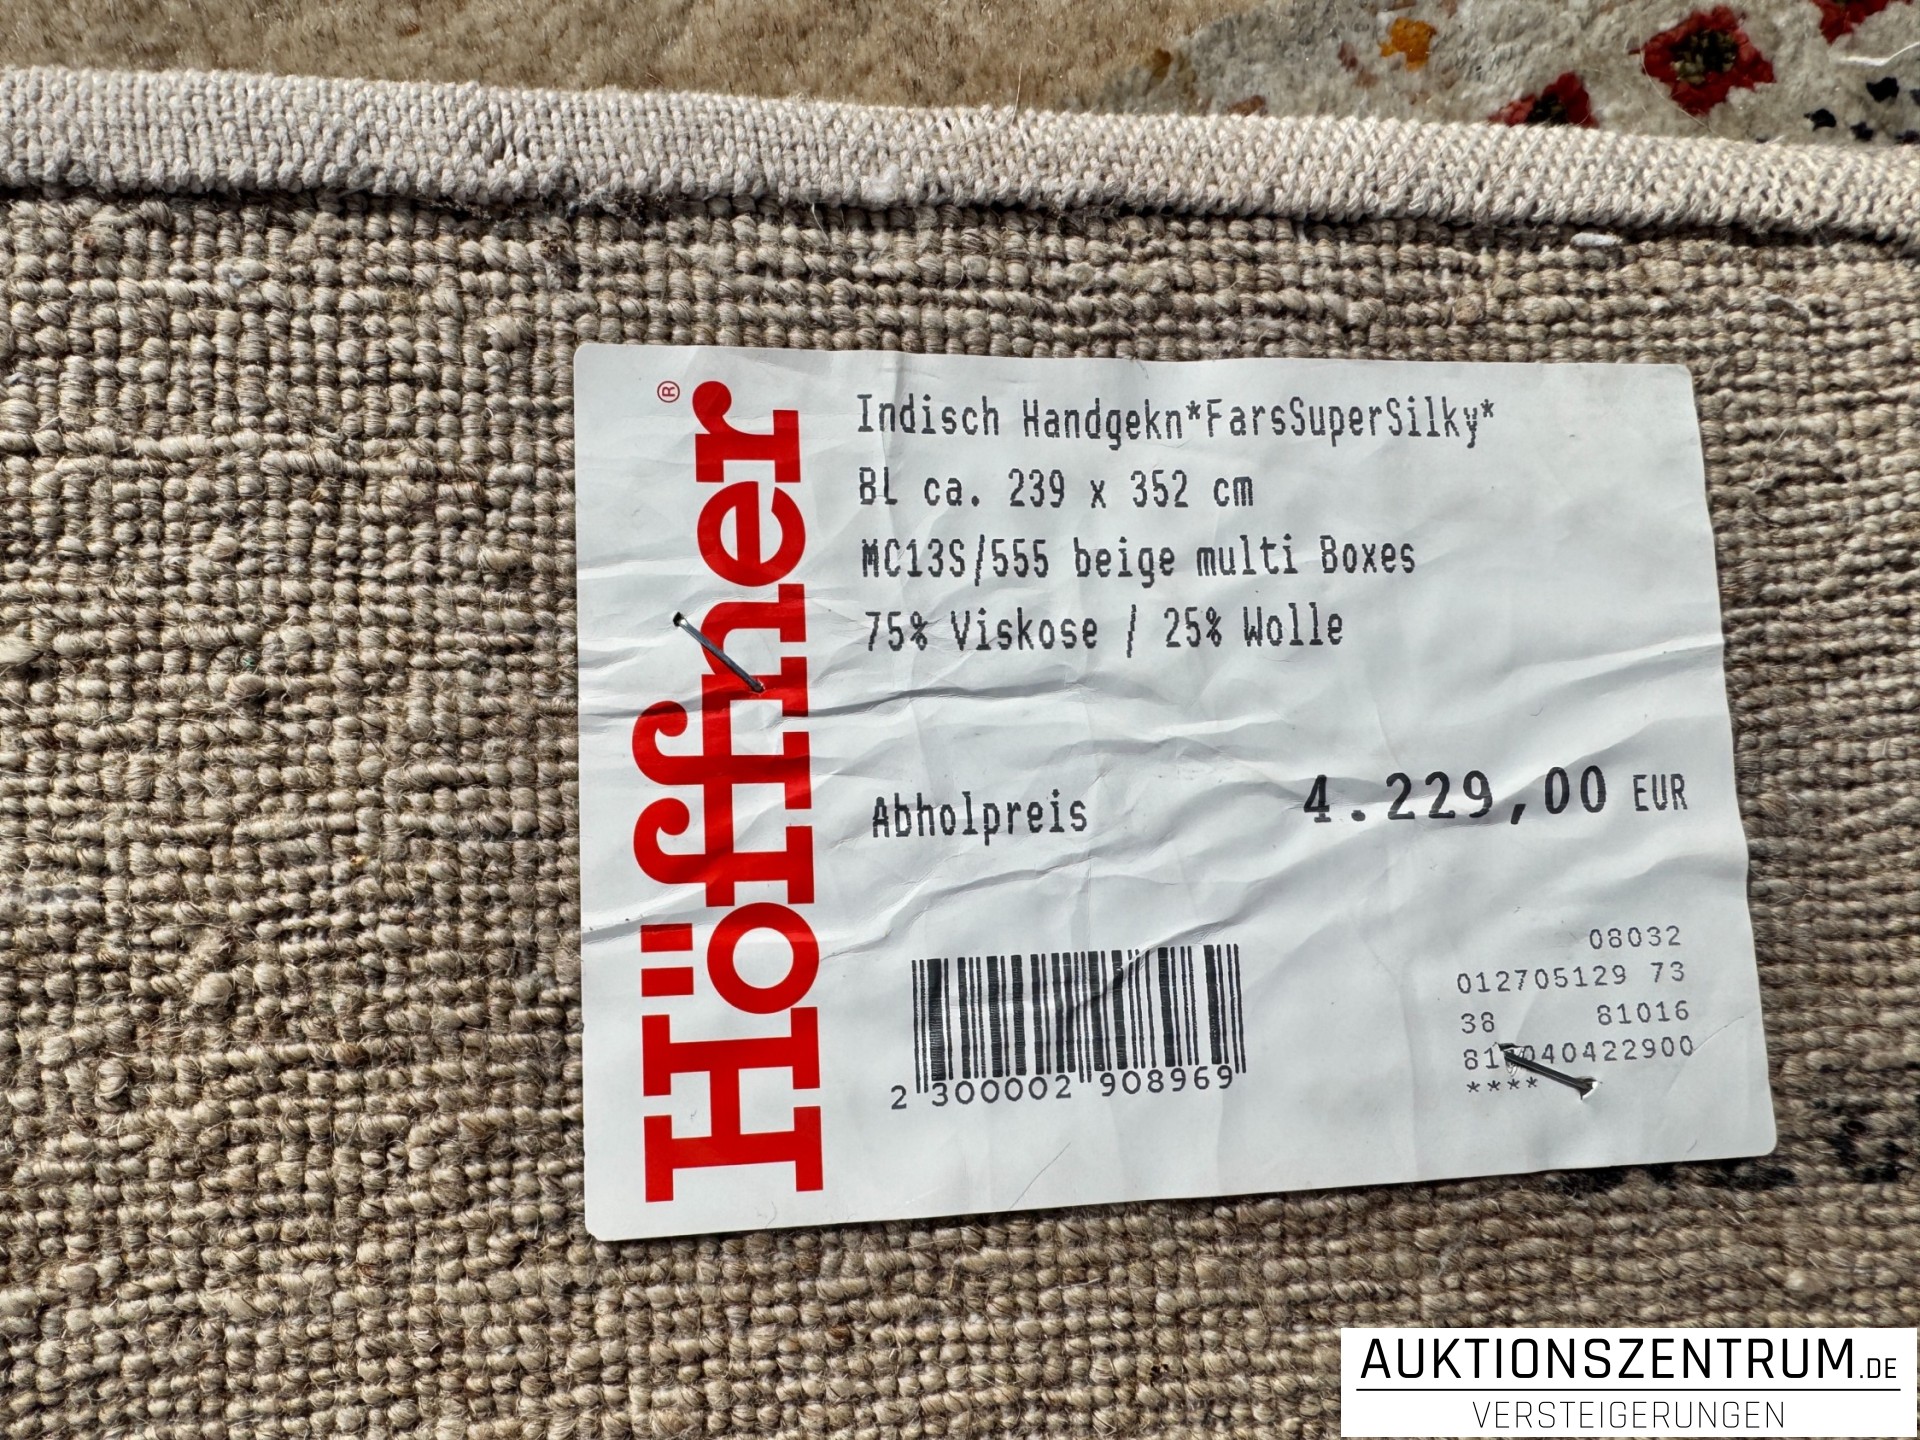 Höffner®
Indisch Handgekn*FarsSuperSilky*
BL ca. 239 x 352 cm
MC13S/555 beige multi Boxes
75% Viskose / 25% Wolle
Abholpreis 4.229,00 EUR
2 300002 908969
08032
012705129 73
38 81016
****
AUKTIONSZENTRUM.DE
VERSTEIGERUNGEN